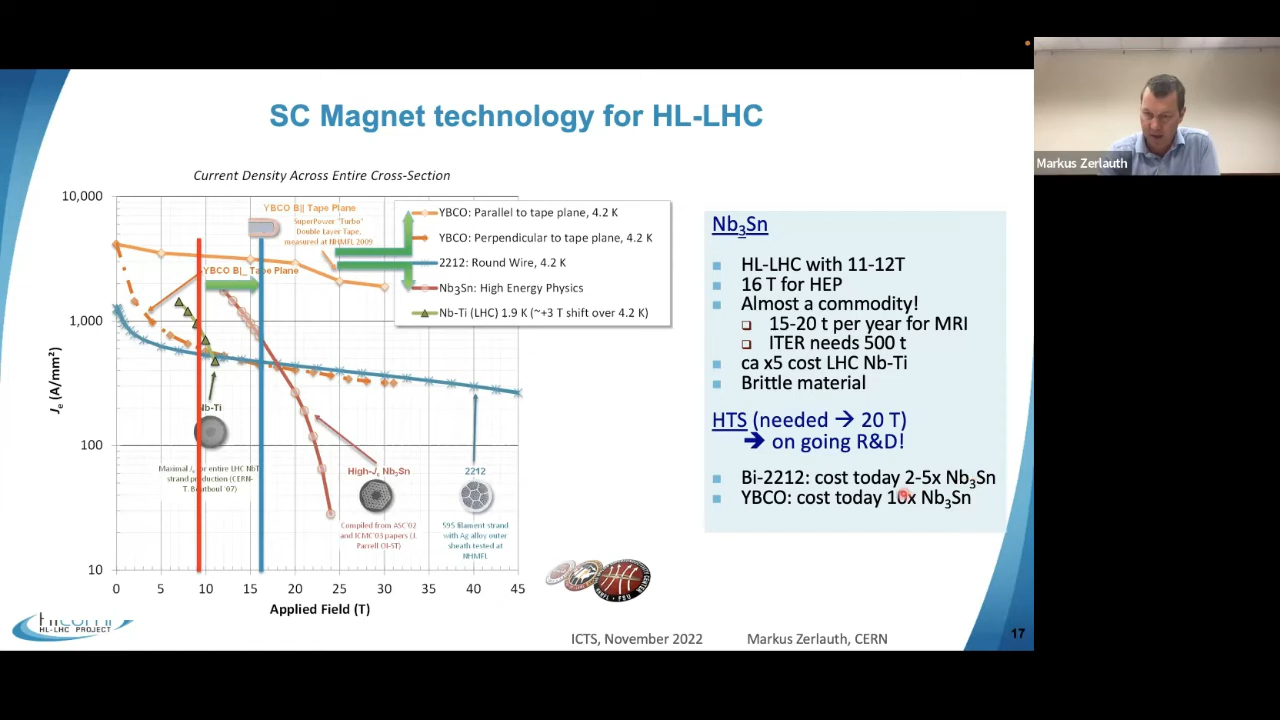 SC Magnet technology for HL-LHC
Markus Zerlauth
Current Density Across Entire Cross-Section
10,000
1,000
100
10
Jₑ (A/mm²)
0 5 10 15 20 25 30 35 40 45
Applied Field (T)
YBCO B|| Tape Plane
SuperPower "Turbo"
Double Layer Tape,
measured at NHMFL 2009
YBCO B|_ Tape Plane
YBCO: Parallel to tape plane, 4.2 K
YBCO: Perpendicular to tape plane, 4.2 K
2212: Round Wire, 4.2 K
Nb₃Sn: High Energy Physics
Nb-Ti (LHC) 1.9 K (~+3 T shift over 4.2 K)
Nb-Ti
Maximal Jₑ for entire LHC NbTi
strand production (CERN-
T. Boutboul '07)
High-Jₑ Nb₃Sn
Compiled from ASC'02
and ICMC'03 papers (J.
Parrell OI-ST)
2212
595 filament strand
with Ag alloy outer
sheath tested at
NHMFL
Nb₃Sn
HL-LHC with 11-12T
16 T for HEP
Almost a commodity!
15-20 t per year for MRI
ITER needs 500 t
ca x5 cost LHC Nb-Ti
Brittle material
HTS (needed → 20 T)
➔ on going R&D!
Bi-2212: cost today 2-5x Nb₃Sn
YBCO: cost today 10x Nb₃Sn
HL-LHC PROJECT
ICTS, November 2022
Markus Zerlauth, CERN
17